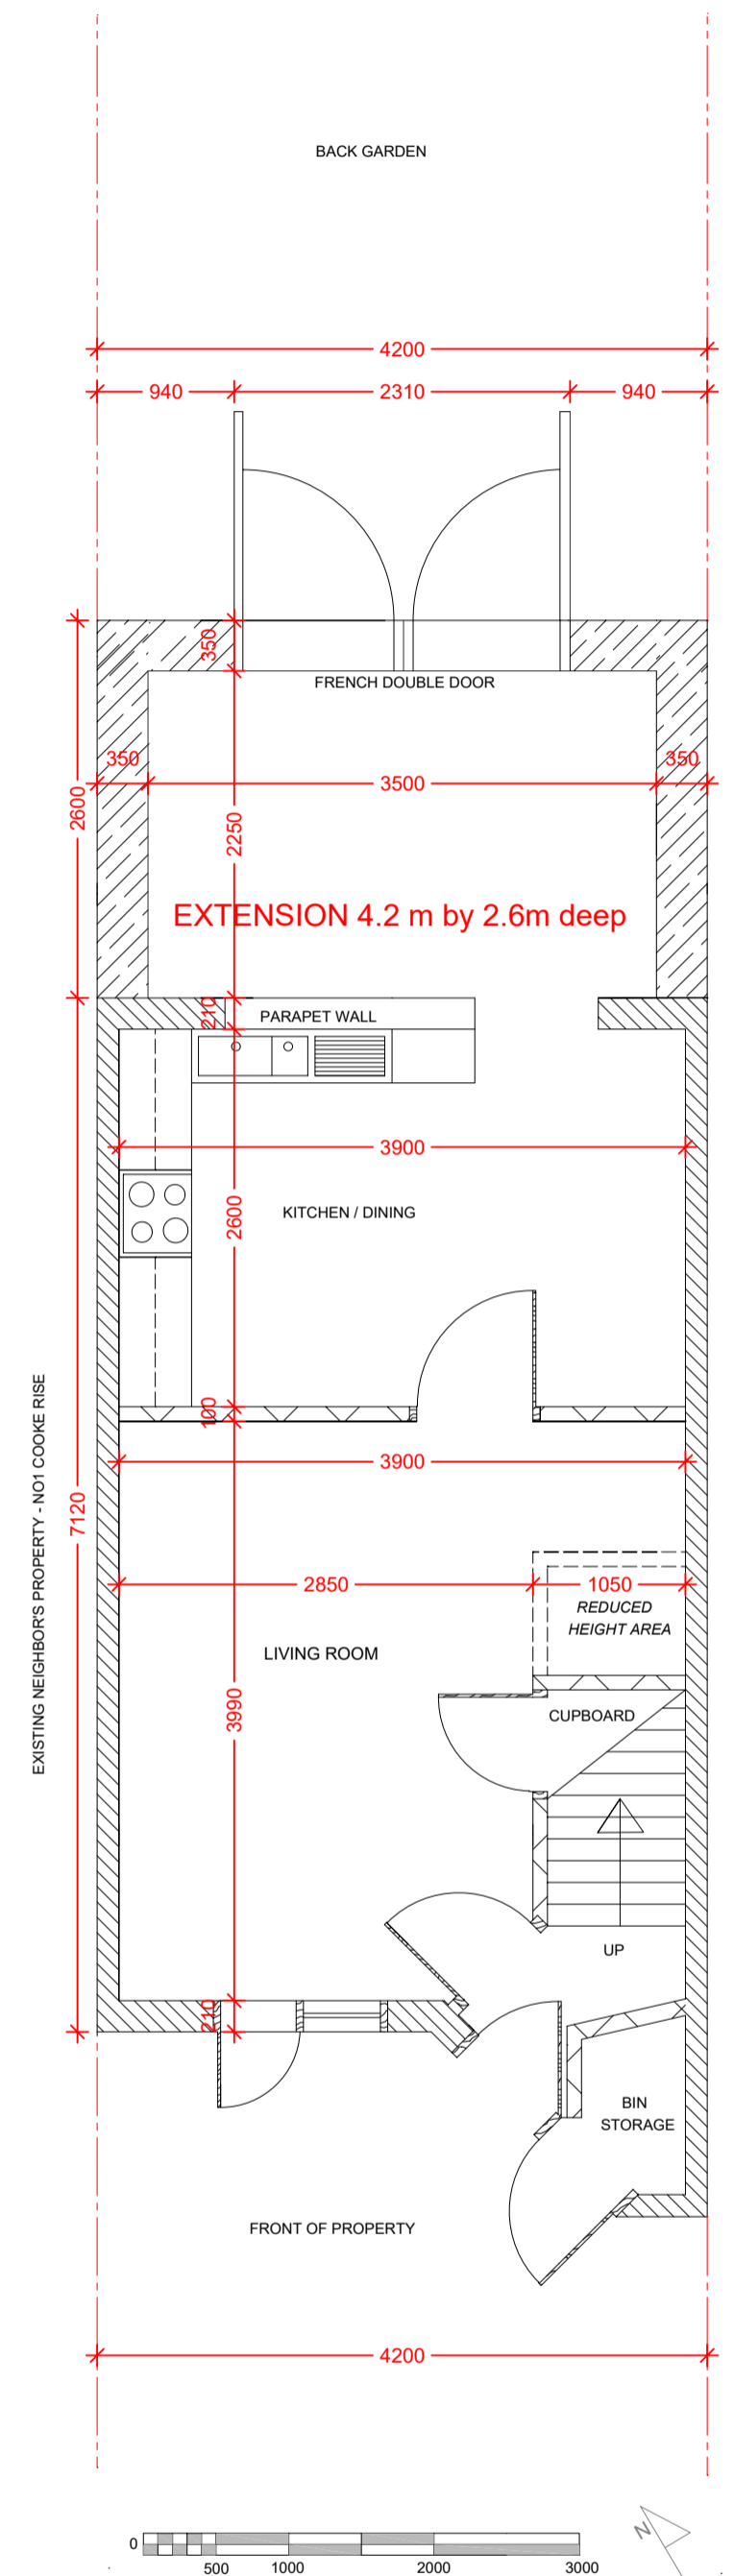 BACK GARDEN
4200
940
2310
940
350
FRENCH DOUBLE DOOR
350
3500
350
2600
2250
EXTENSION 4.2 m by 2.6m deep
210
PARAPET WALL
3900
2600
KITCHEN / DINING
100
3900
EXISTING NEIGHBOR'S PROPERTY - NO1 COOKE RISE
7120
2850
1050
REDUCED
HEIGHT AREA
LIVING ROOM
3990
CUPBOARD
UP
210
BIN
STORAGE
FRONT OF PROPERTY
4200
N
0
500
1000
2000
3000